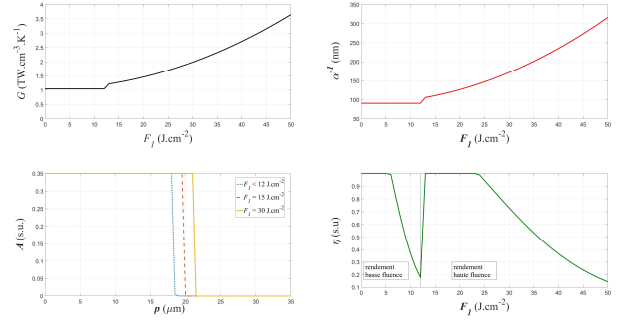 4
3.5
3
2.5
2
1.5
1
0.5
0
G (TW.cm⁻³.K⁻¹)
0 5 10 15 20 25 30 35 40 45 50
F_l (J.cm⁻²)
350
300
250
200
150
100
50
α⁻¹ (nm)
0 5 10 15 20 25 30 35 40 45 50
F_l (J.cm⁻²)
0.35
0.3
0.25
0.2
0.15
0.1
0.05
0
A (s.u.)
F_l < 12 J.cm⁻²
F_l = 15 J.cm⁻²
F_l = 30 J.cm⁻²
0 5 10 15 20 25 30 35
p (μm)
0.9
0.8
0.7
0.6
0.5
0.4
0.3
0.2
0.1
r_l (s.u)
rendement
basse fluence
rendement
haute fluence
0 5 10 15 20 25 30 35 40 45 50
F_l (J.cm⁻²)